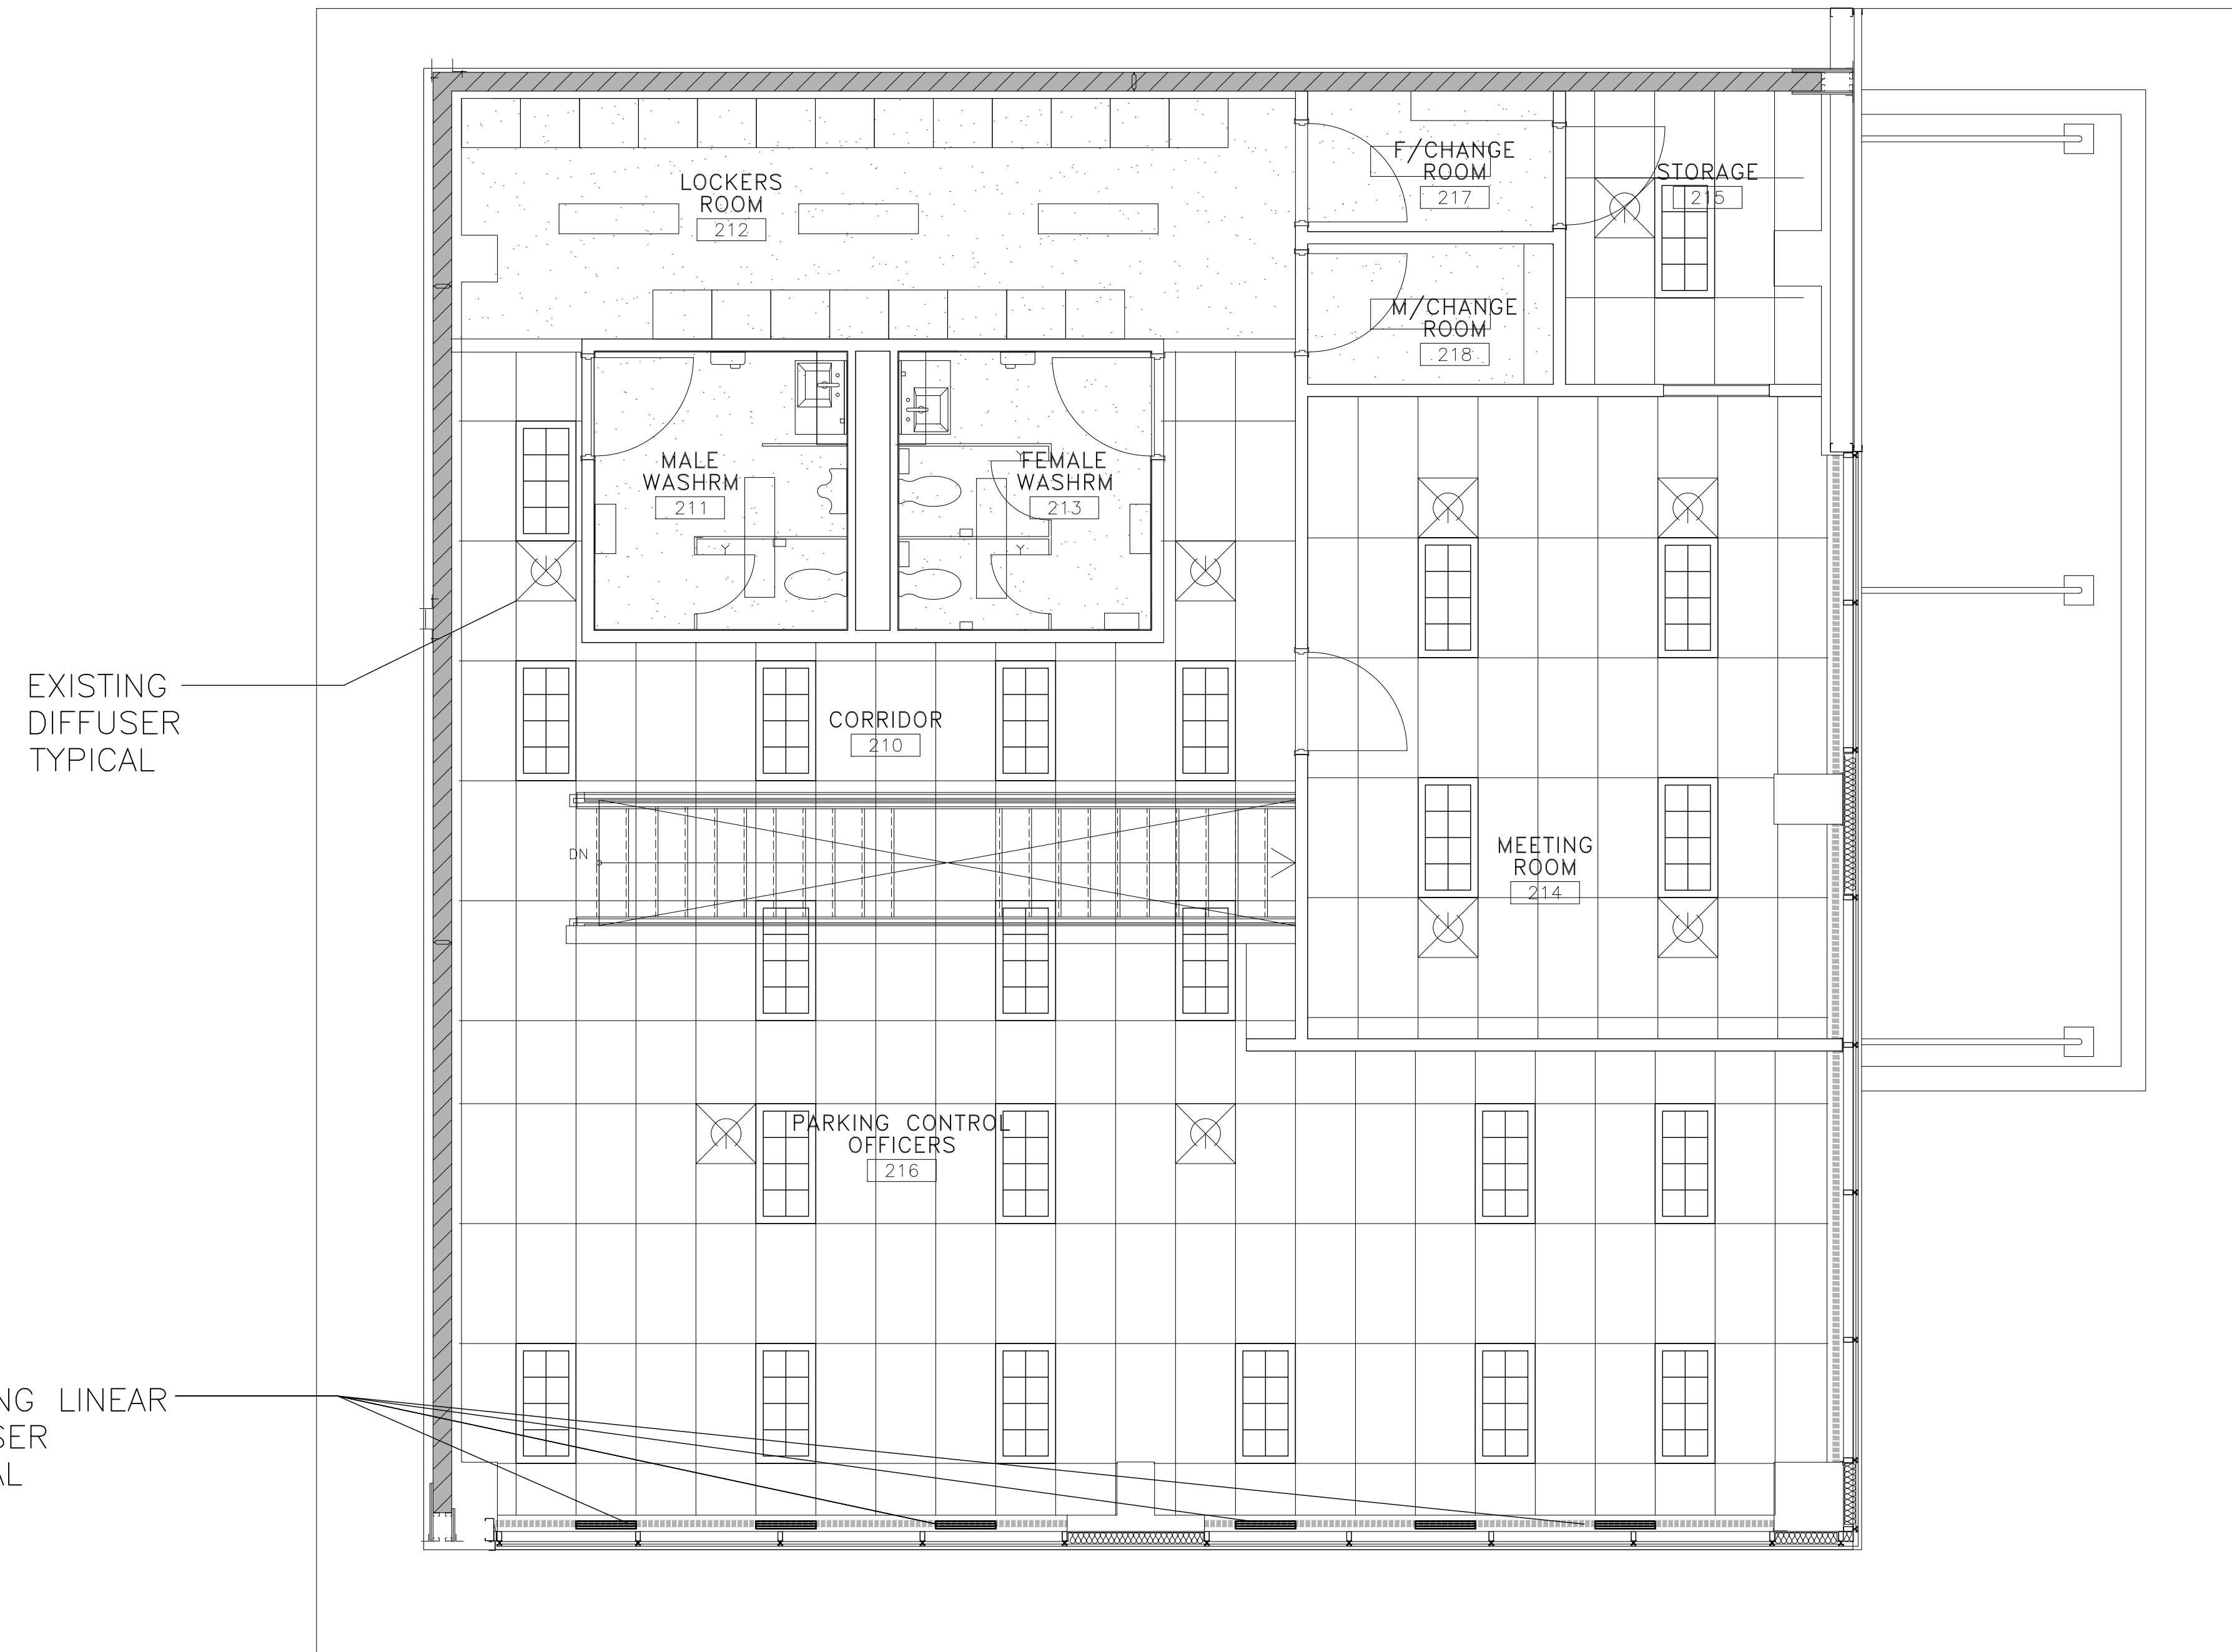 LOCKERS
ROOM
212
F/CHANGE
ROOM
217
STORAGE
215
M/CHANGE
ROOM
218
MALE
WASHRM
211
FEMALE
WASHRM
213
Y
Y
Y
EXISTING
DIFFUSER
TYPICAL
CORRIDOR
210
DN
MEETING
ROOM
214
PARKING CONTROL
OFFICERS
216
NG LINEAR
SER
AL